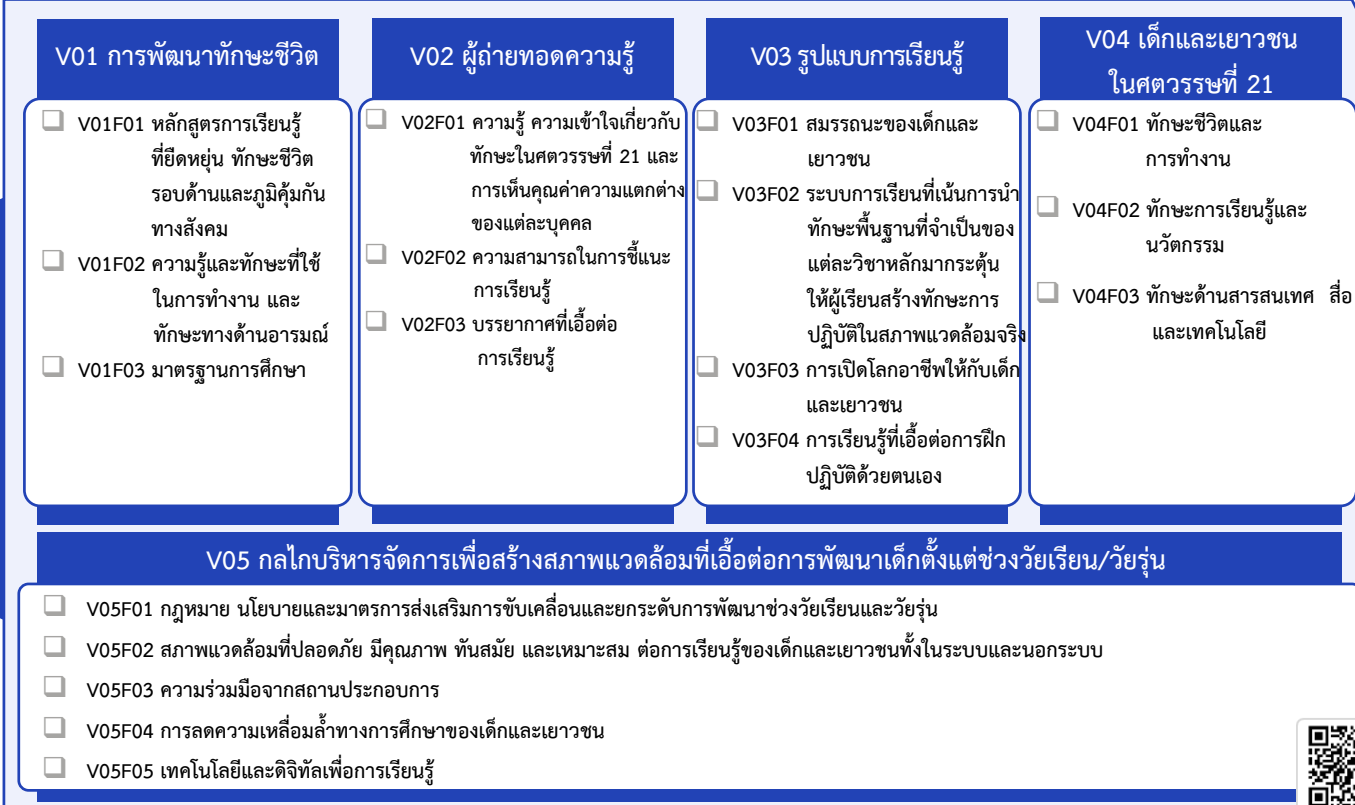 V01 การพัฒนาทักษะชีวิต
V01F01 หลักสูตรการเรียนรู้
ที่ยืดหยุ่น ทักษะชีวิต
รอบด้านและภูมิคุ้มกัน
ทางสังคม
V01F02 ความรู้และทักษะที่ใช้
ในการทำงาน และ
ทักษะทางด้านอารมณ์
V01F03 มาตรฐานการศึกษา
V02 ผู้ถ่ายทอดความรู้
V02F01 ความรู้ ความเข้าใจเกี่ยวกับ
ทักษะในศตวรรษที่ 21 และ
การเห็นคุณค่าความแตกต่าง
ของแต่ละบุคคล
V02F02 ความสามารถในการชี้แนะ
การเรียนรู้
V02F03 บรรยากาศที่เอื้อต่อ
การเรียนรู้
V03 รูปแบบการเรียนรู้
V03F01 สมรรถนะของเด็กและ
เยาวชน
V03F02 ระบบการเรียนที่เน้นการนำ
ทักษะพื้นฐานที่จำเป็นของ
แต่ละวิชาหลักมากระตุ้น
ให้ผู้เรียนสร้างทักษะการ
ปฏิบัติในสภาพแวดล้อมจริง
V03F03 การเปิดโลกอาชีพให้กับเด็ก
และเยาวชน
V03F04 การเรียนรู้ที่เอื้อต่อการฝึก
ปฏิบัติด้วยตนเอง
V04 เด็กและเยาวชน
ในศตวรรษที่ 21
V04F01 ทักษะชีวิตและ
การทำงาน
V04F02 ทักษะการเรียนรู้และ
นวัตกรรม
V04F03 ทักษะด้านสารสนเทศ สื่อ
และเทคโนโลยี
V05 กลไกบริหารจัดการเพื่อสร้างสภาพแวดล้อมที่เอื้อต่อการพัฒนาเด็กตั้งแต่ช่วงวัยเรียน/วัยรุ่น
V05F01 กฎหมาย นโยบายและมาตรการส่งเสริมการขับเคลื่อนและยกระดับการพัฒนาช่วงวัยเรียนและวัยรุ่น
V05F02 สภาพแวดล้อมที่ปลอดภัย มีคุณภาพ ทันสมัย และเหมาะสม ต่อการเรียนรู้ของเด็กและเยาวชนทั้งในระบบและนอกระบบ
V05F03 ความร่วมมือจากสถานประกอบการ
V05F04 การลดความเหลื่อมล้ำทางการศึกษาของเด็กและเยาวชน
V05F05 เทคโนโลยีและดิจิทัลเพื่อการเรียนรู้